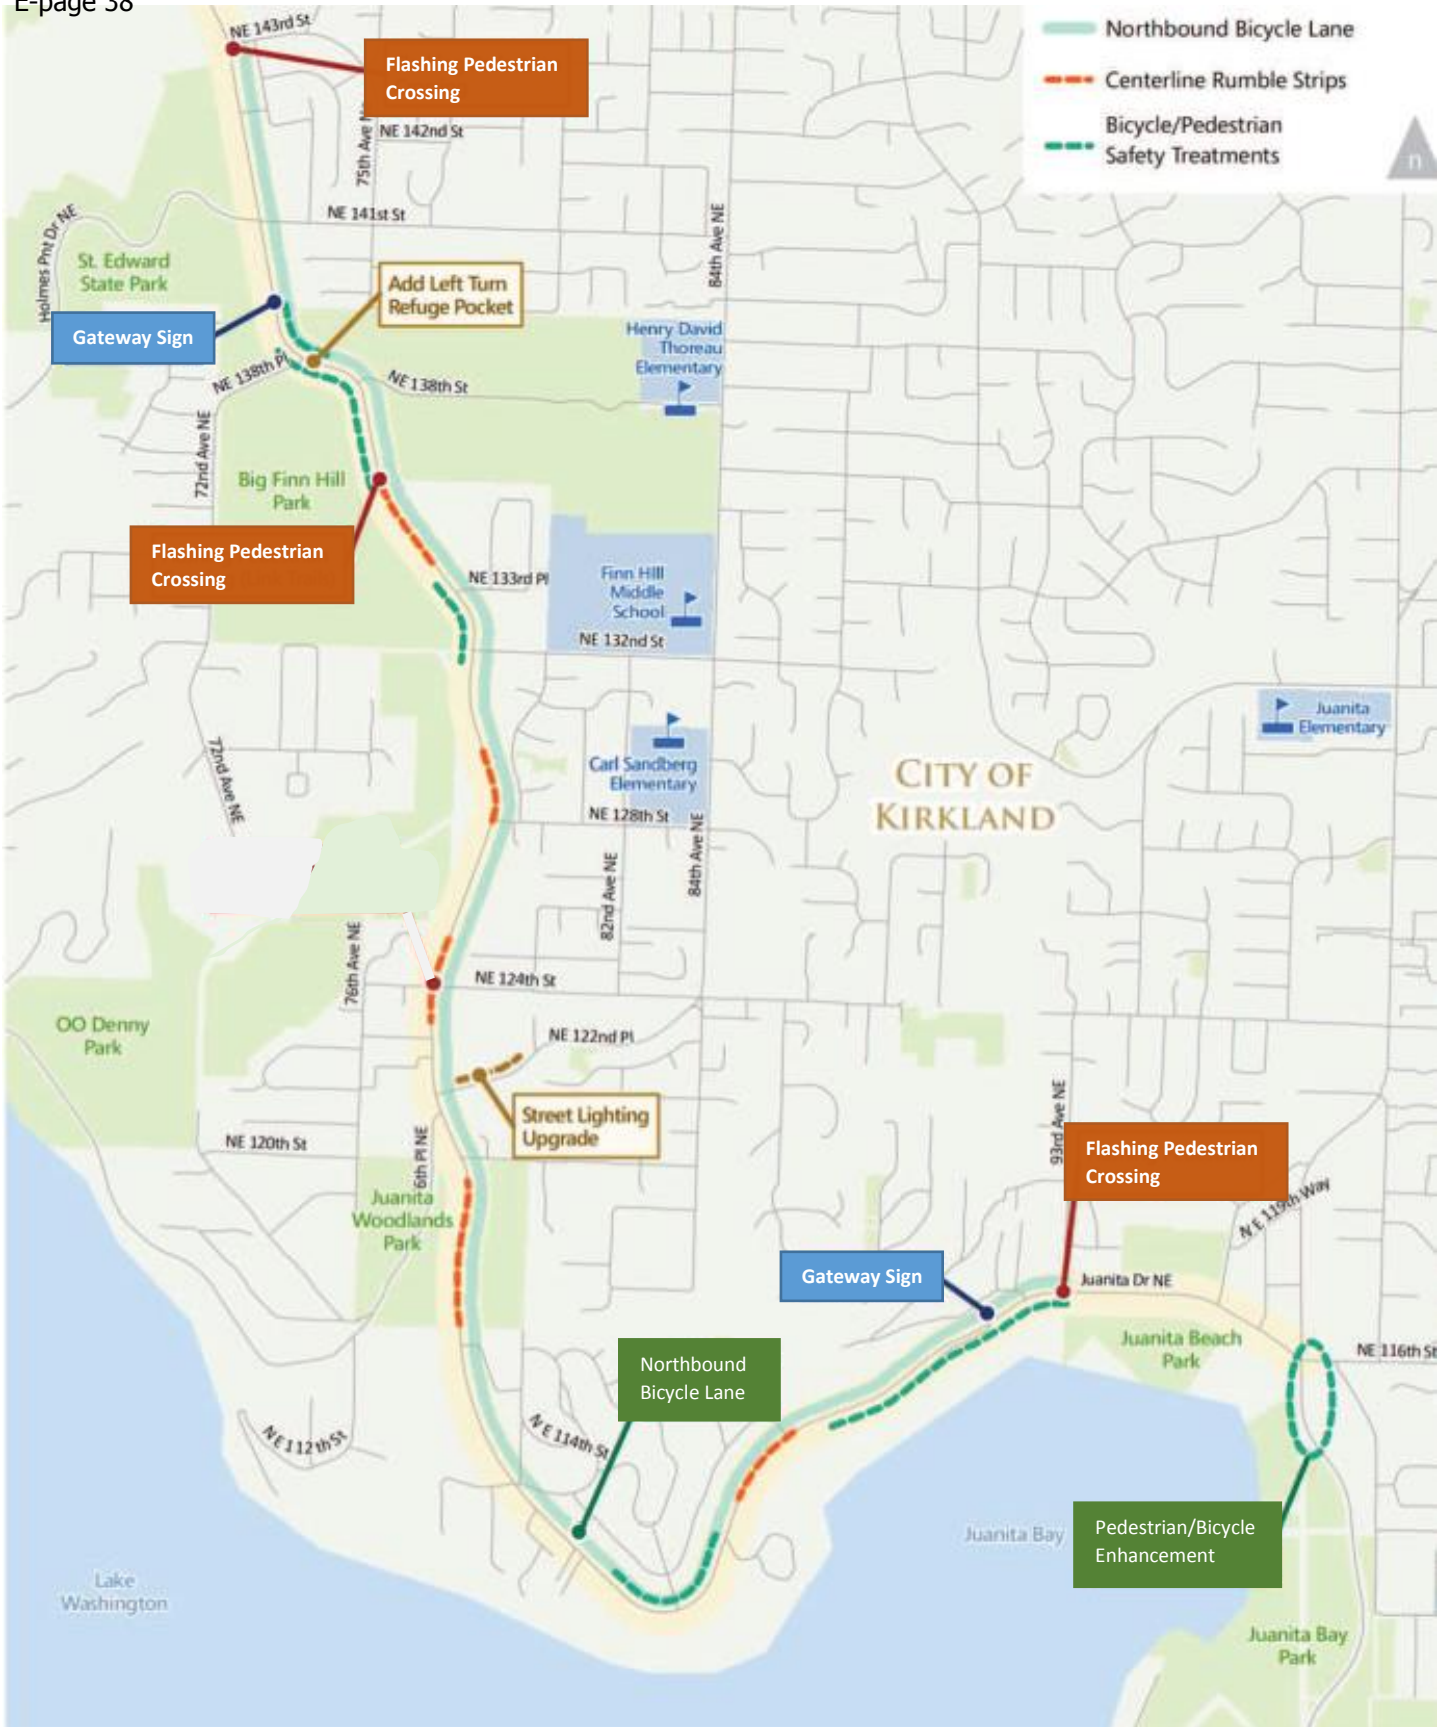 E-page 38
NE 143rd St
Flashing Pedestrian
Crossing
Northbound Bicycle Lane
Centerline Rumble Strips
Bicycle/Pedestrian
Safety Treatments
n
75th Ave N
NE 142nd St
NE 141st St
84th Ave NE
Holmes Pnt Dr NE
St. Edward
State Park
Add Left Turn
Refuge Pocket
Gateway Sign
Henry David
Thoreau
Elementary
NE 138th Pl
NE 138th St
72nd Ave NE
Big Finn Hill
Park
Flashing Pedestrian
Crossing
NE 133rd Pl
Finn Hill
Middle
School
NE 132nd St
Juanita
Elementary
72nd Ave NE
Carl Sandberg
Elementary
CITY OF
KIRKLAND
NE 128th St
84th Ave NE
82nd Ave NE
76th Ave NE
NE 124th St
OO Denny
Park
NE 122nd Pl
Street Lighting
Upgrade
93rd Ave NE
NE 120th St
6th Pl NE
Flashing Pedestrian
Crossing
Juanita
Woodlands
Park
NE 119th Way
Gateway Sign
Juanita Dr NE
Juanita Beach
Park
NE 116th St
Northbound
Bicycle Lane
NE 112th St
NE 114th St
Juanita Bay
Pedestrian/Bicycle
Enhancement
Lake
Washington
Juanita Bay
Park